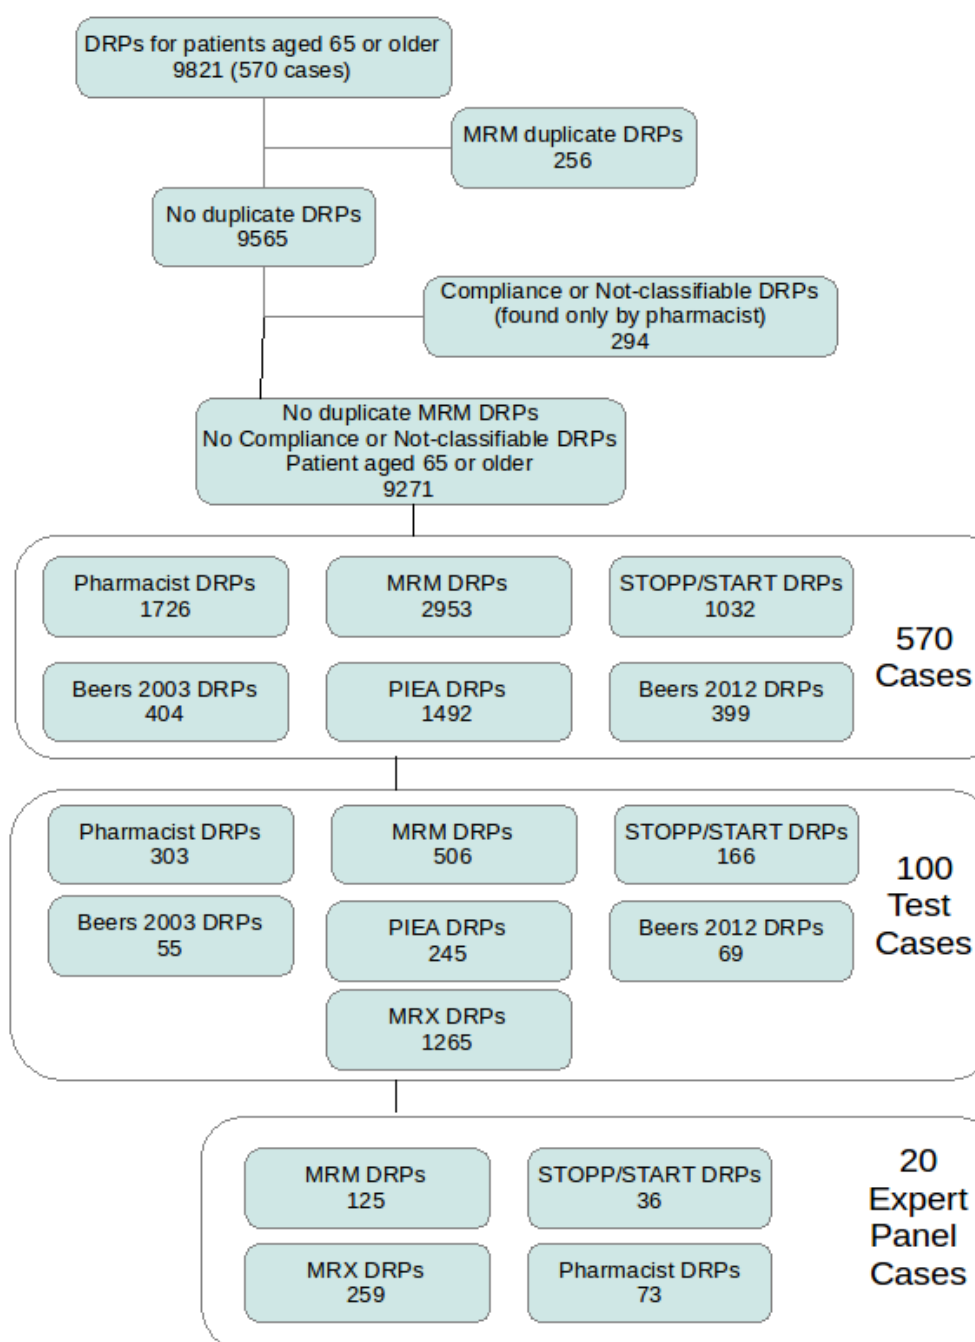 DRPs for patients aged 65 or older
9821 (570 cases)
MRM duplicate DRPs
256
No duplicate DRPs
9565
Compliance or Not-classifiable DRPs
(found only by pharmacist)
294
No duplicate MRM DRPs
No Compliance or Not-classifiable DRPs
Patient aged 65 or older
9271
Pharmacist DRPs
1726
MRM DRPs
2953
STOPP/START DRPs
1032
Beers 2003 DRPs
404
PIEA DRPs
1492
Beers 2012 DRPs
399
570
Cases
Pharmacist DRPs
303
MRM DRPs
506
STOPP/START DRPs
166
Beers 2003 DRPs
55
PIEA DRPs
245
Beers 2012 DRPs
69
MRX DRPs
1265
100
Test
Cases
MRM DRPs
125
STOPP/START DRPs
36
MRX DRPs
259
Pharmacist DRPs
73
20
Expert
Panel
Cases